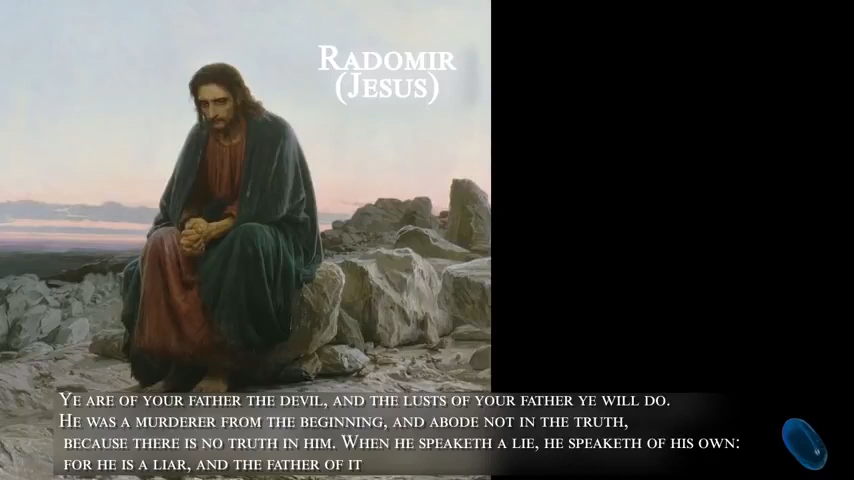 Radomir
(Jesus)
Ye are of your father the devil, and the lusts of your father ye will do.
He was a murderer from the beginning, and abode not in the truth,
because there is no truth in him. When he speaketh a lie, he speaketh of his own:
for he is a liar, and the father of it